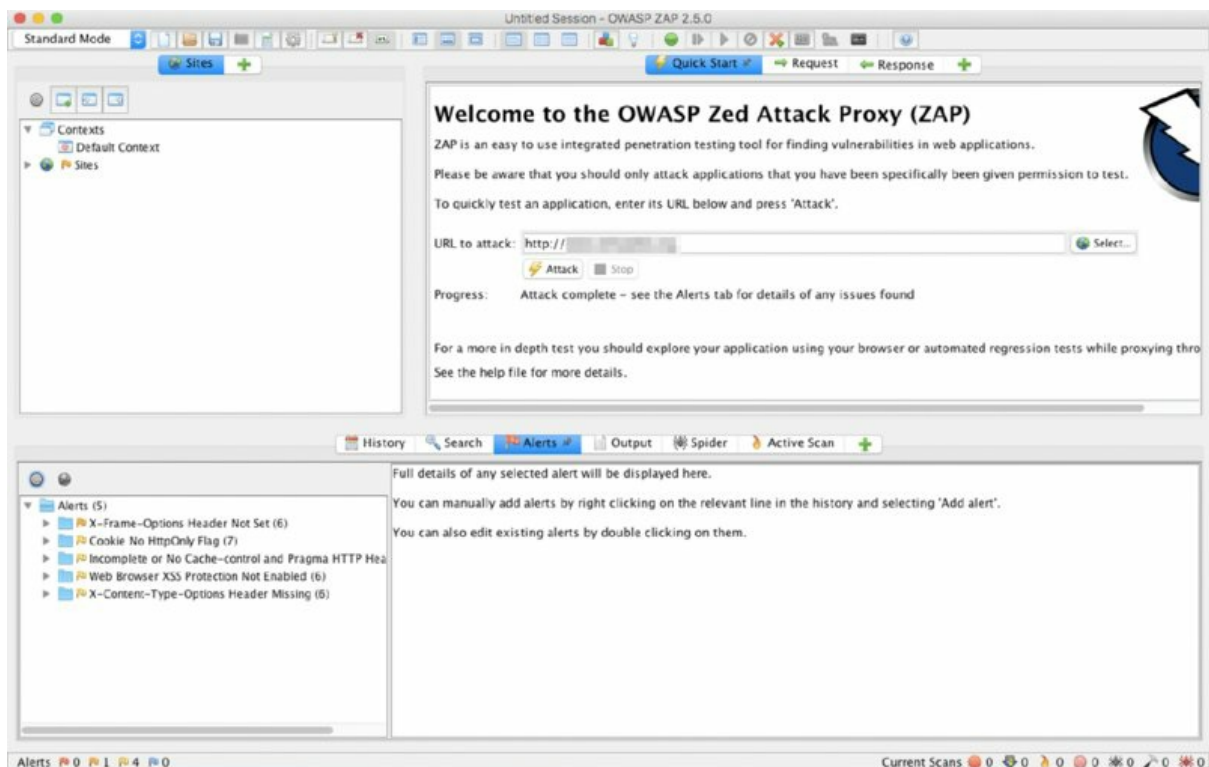 Untitled Session - OWASP ZAP 2.5.0
Standard Mode
Sites
Quick Start
Request
Response
Contexts
Default Context
Sites
Welcome to the OWASP Zed Attack Proxy (ZAP)
ZAP is an easy to use integrated penetration testing tool for finding vulnerabilities in web applications.
Please be aware that you should only attack applications that you have been specifically been given permission to test.
To quickly test an application, enter its URL below and press 'Attack'.
URL to attack: http:// Select...
Attack Stop
Progress: Attack complete - see the Alerts tab for details of any issues found
For a more in depth test you should explore your application using your browser or automated regression tests while proxying thro
See the help file for more details.
History Search Alerts Output Spider Active Scan
Alerts (5)
X-Frame-Options Header Not Set (6)
Cookie No HttpOnly Flag (7)
Incomplete or No Cache-control and Pragma HTTP Hea
Web Browser XSS Protection Not Enabled (6)
X-Content-Type-Options Header Missing (6)
Full details of any selected alert will be displayed here.
You can manually add alerts by right clicking on the relevant line in the history and selecting 'Add alert'.
You can also edit existing alerts by double clicking on them.
Alerts 0 1 4 0
Current Scans 0 0 0 0 0 0 0